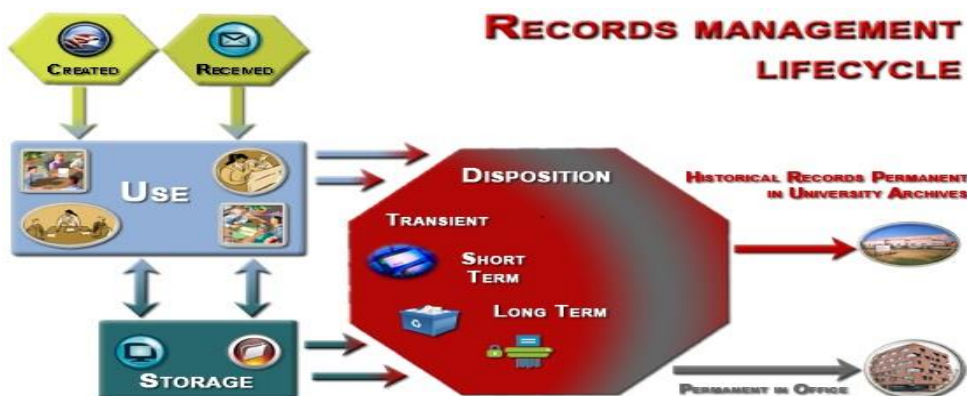 RECORDS MANAGEMENT
LIFECYCLE
CREATED
RECEIVED
USE
DISPOSITION
TRANSIENT
SHORT
TERM
LONG TERM
STORAGE
HISTORICAL RECORDS PERMANENT
IN UNIVERSITY ARCHIVES
PERMANENT IN OFFICE